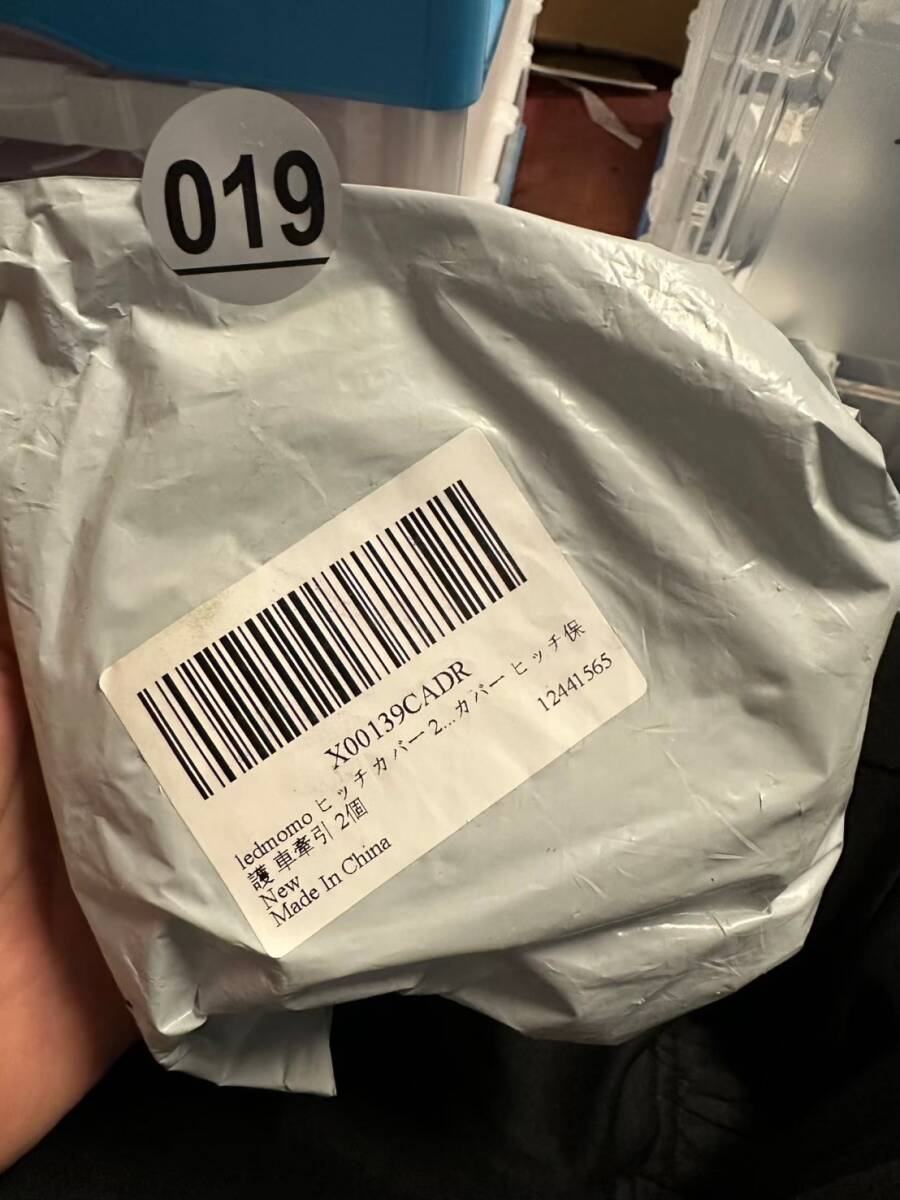 019
X00139CADR
ledmomo ヒッチカバー 2...カバー ヒッチ保
護 車牽引 2個
New
12441565
Made In China